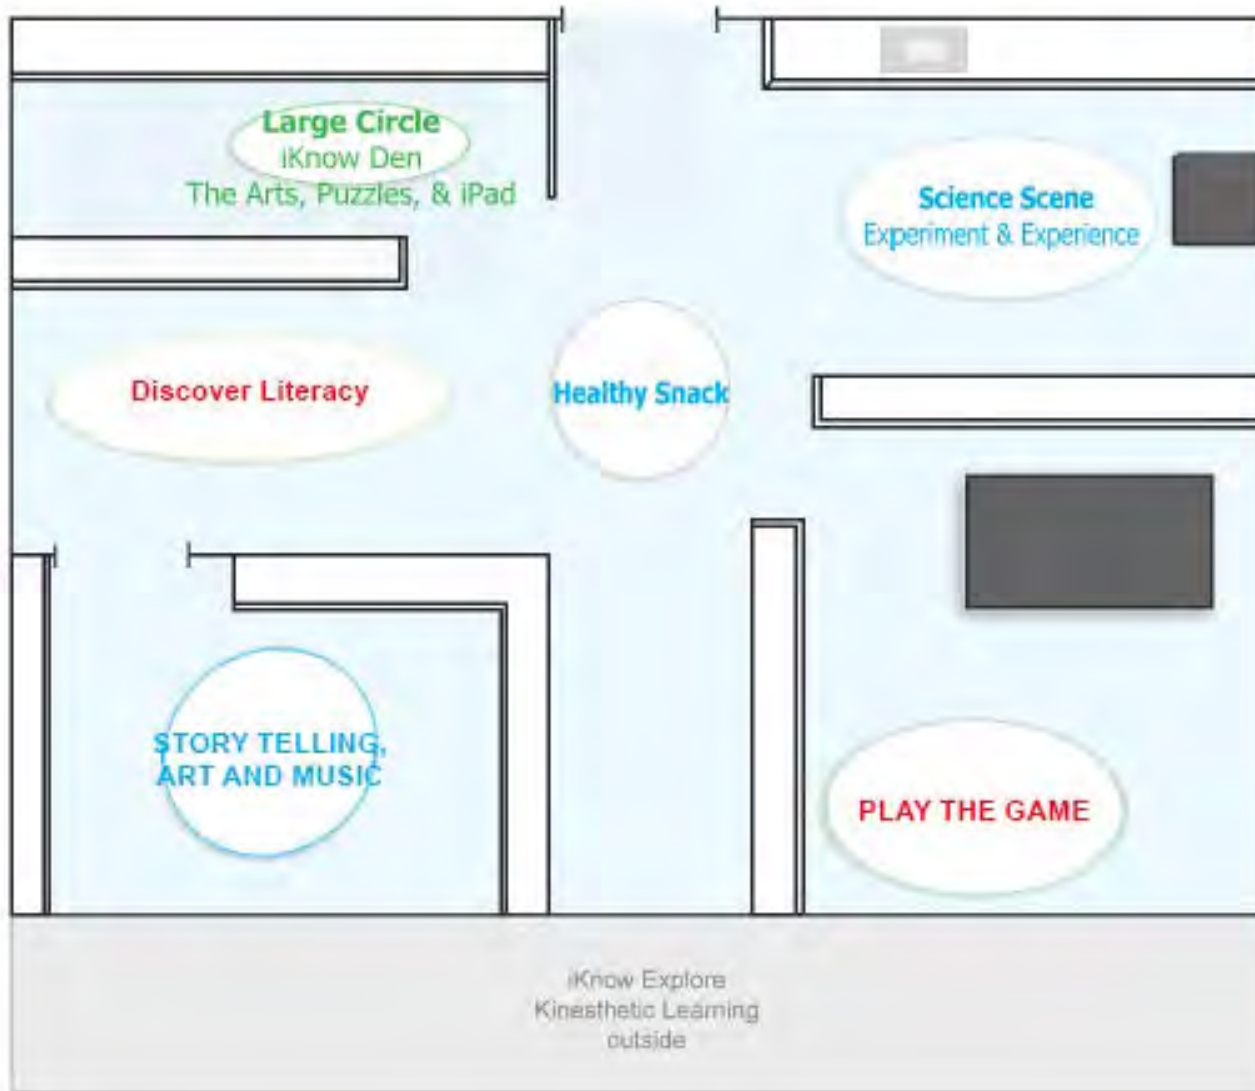 Large Circle
iKnow Den
The Arts, Puzzles, & iPad
Science Scene
Experiment & Experience
Discover Literacy
Healthy Snack
STORY TELLING,
ART AND MUSIC
PLAY THE GAME
iKnow Explore
Kinesthetic Learning
outside